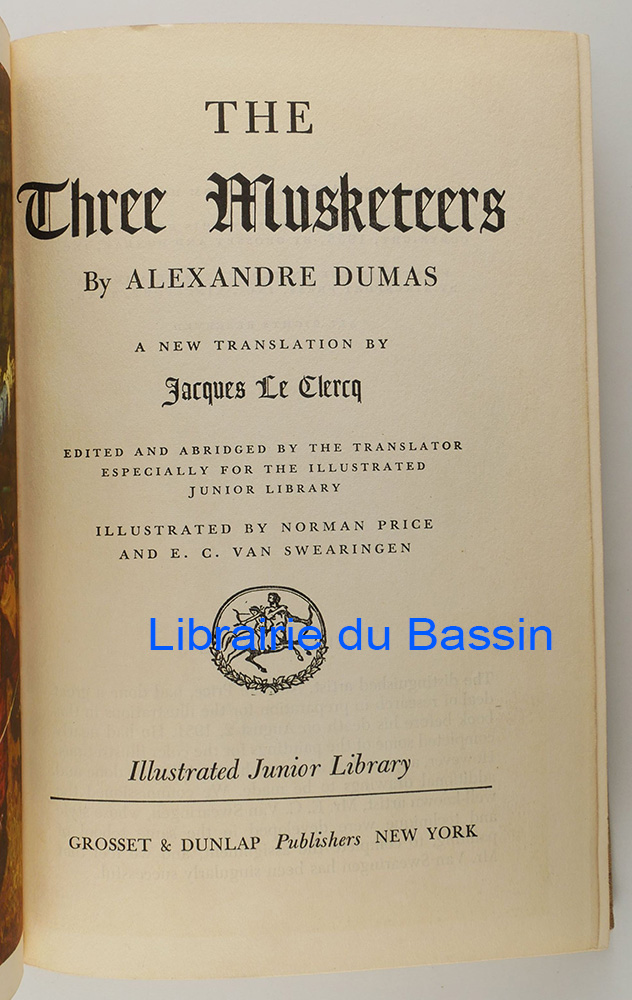 THE
Three Musketeers
By ALEXANDRE DUMAS
A NEW TRANSLATION BY
Jacques Le Clercq
EDITED AND ABRIDGED BY THE TRANSLATOR
ESPECIALLY FOR THE ILLUSTRATED
JUNIOR LIBRARY
ILLUSTRATED BY NORMAN PRICE
AND E. C. VAN SWEARINGEN
Librairie du Bassin
Illustrated Junior Library
GROSSET & DUNLAP Publishers NEW YORK